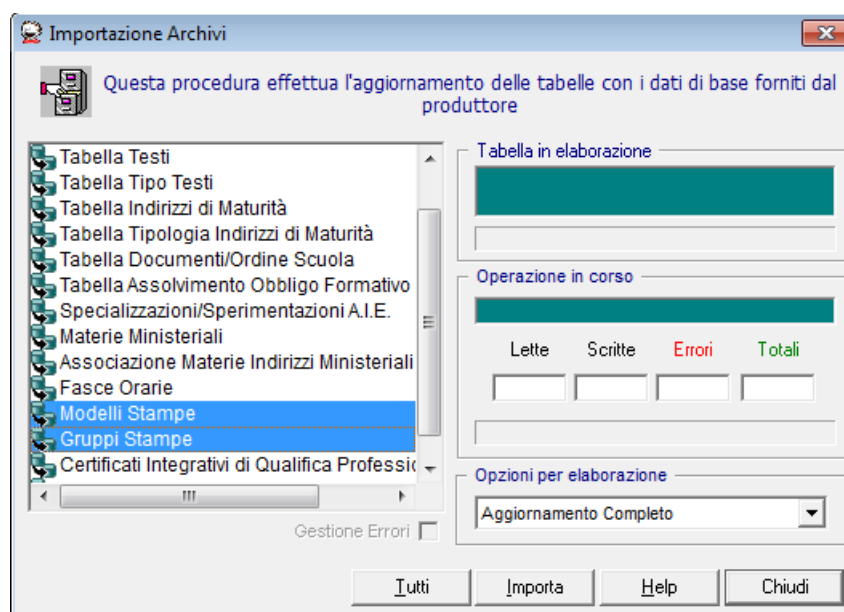 Importazione Archivi
Questa procedura effettua l'aggiornamento delle tabelle con i dati di base forniti dal
produttore
Tabella Testi
Tabella Tipo Testi
Tabella Indirizzi di Maturità
Tabella Tipologia Indirizzi di Maturità
Tabella Documenti/Ordine Scuola
Tabella Assolvimento Obbligo Formativo
Specializzazioni/Sperimentazioni A.I.E.
Materie Ministeriali
Associazione Materie Indirizzi Ministeriali
Fasce Orarie
Modelli Stampe
Gruppi Stampe
Certificati Integrativi di Qualifica Professio
Gestione Errori
Tabella in elaborazione
Operazione in corso
Lette Scritte Errori Totali
Opzioni per elaborazione
Aggiornamento Completo
Tutti Importa Help Chiudi